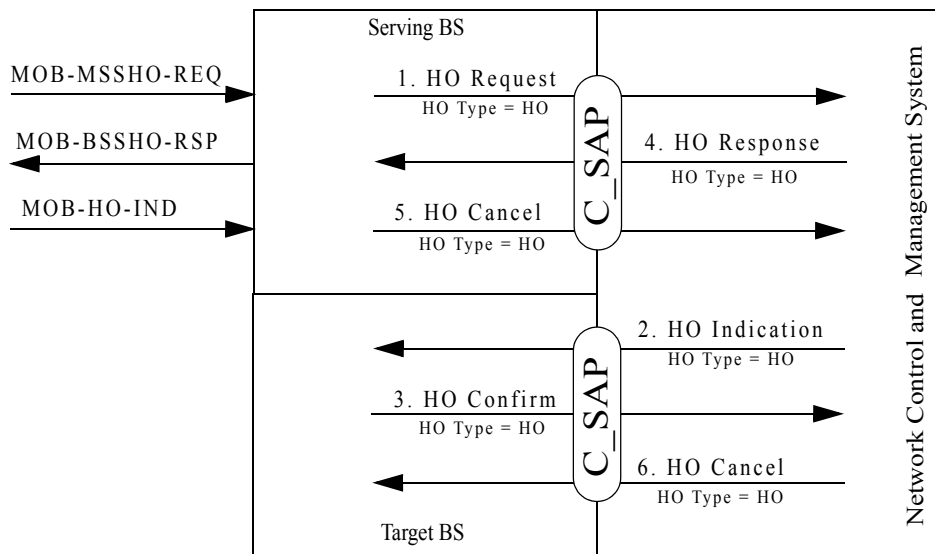 Serving BS
MOB-MSSHO-REQ
1. HO Request
HO Type = HO
MOB-BSSHO-RSP
4. HO Response
HO Type = HO
MOB-HO-IND
5. HO Cancel
HO Type = HO
C_SAP
2. HO Indication
HO Type = HO
3. HO Confirm
HO Type = HO
6. HO Cancel
HO Type = HO
C_SAP
Target BS
Network Control and Management System